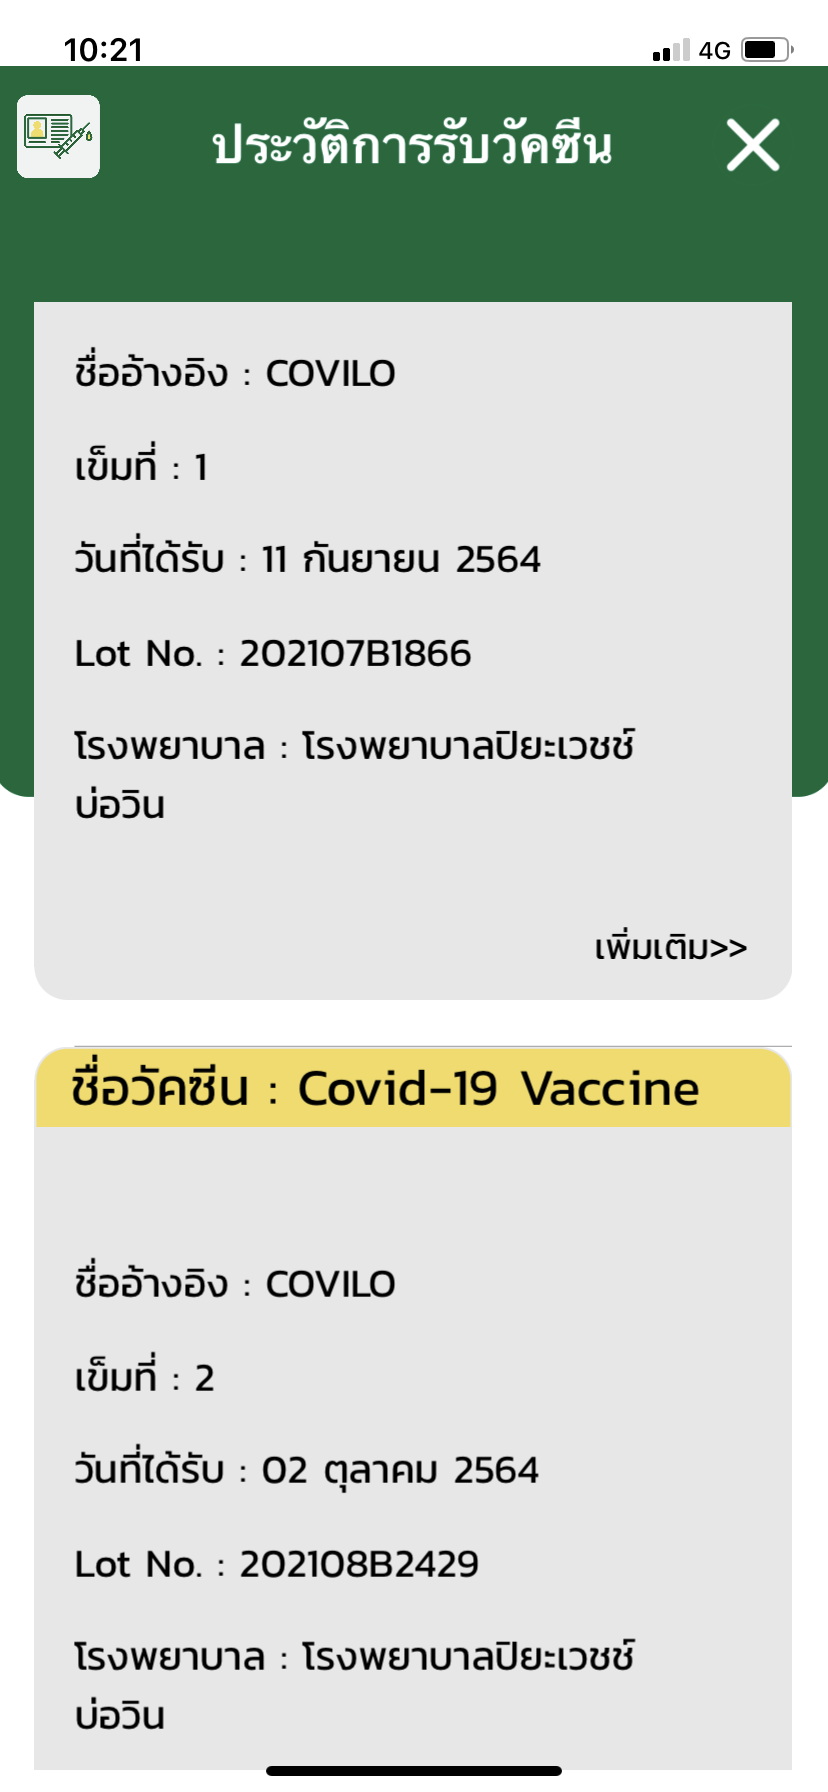 10:21
4G
ประวัติการรับวัคซีน
ชื่ออ้างอิง : COVILO
เข็มที่ : 1
วันที่ได้รับ : 11 กันยายน 2564
Lot No. : 202107B1866
โรงพยาบาล : โรงพยาบาลปิยะเวชช์
บ่อวิน
เพิ่มเติม>>
ชื่อวัคซีน : Covid-19 Vaccine
ชื่ออ้างอิง : COVILO
เข็มที่ : 2
วันที่ได้รับ : 02 ตุลาคม 2564
Lot No. : 202108B2429
โรงพยาบาล : โรงพยาบาลปิยะเวชช์
บ่อวิน